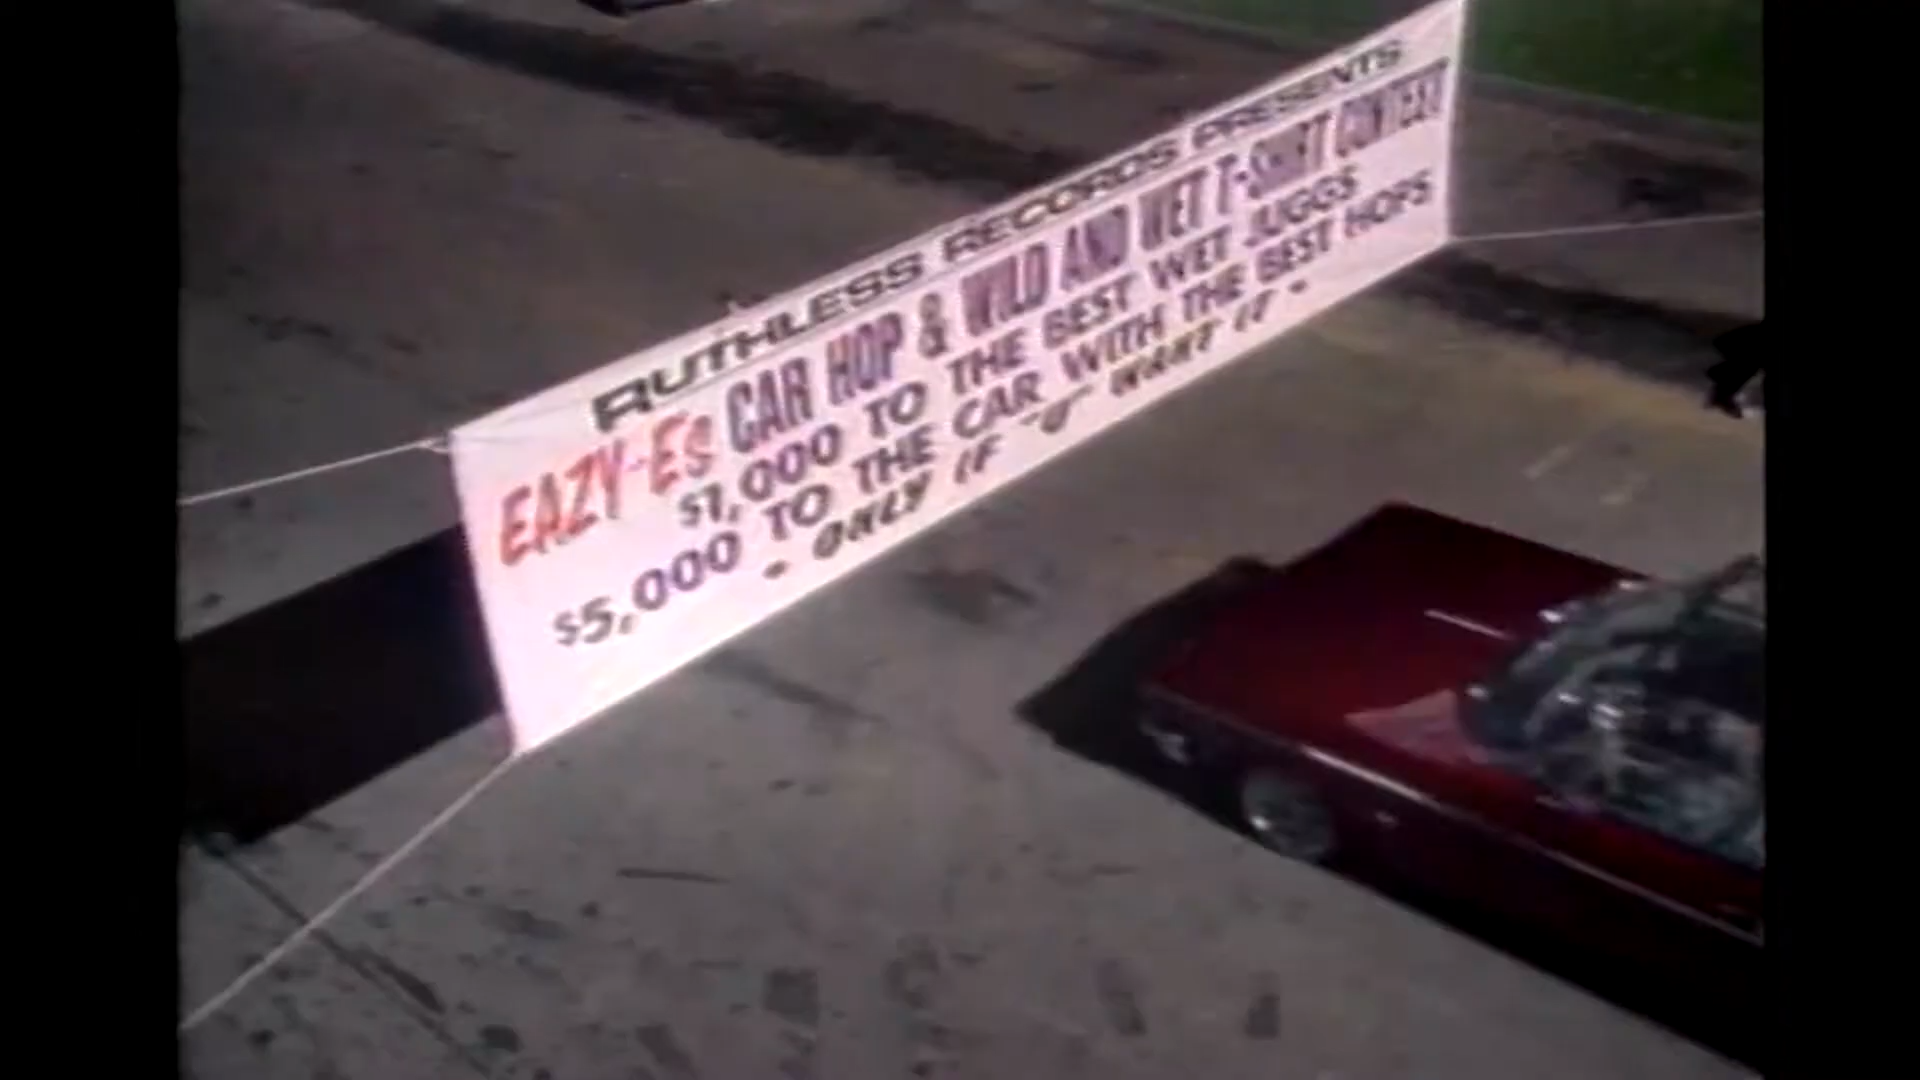 RUTHLESS RECORDS PRESENTS
EAZY-Es CAR HOP & WILD AND WET T-SHIRT CONTEST
$1,000 TO THE BEST WET JUGGS
$5,000 TO THE CAR WITH THE BEST HOPS
- ONLY IF "U" WANT IT -